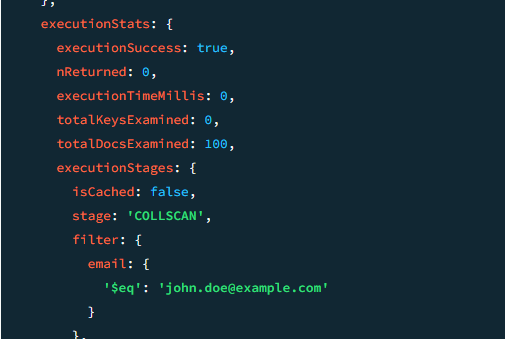 },
executionStats: {
executionSuccess: true,
nReturned: 0,
executionTimeMillis: 0,
totalKeysExamined: 0,
totalDocsExamined: 100,
executionStages: {
isCached: false,
stage: 'COLLSCAN',
filter: {
email: {
'$eq': 'john.doe@example.com'
}
},